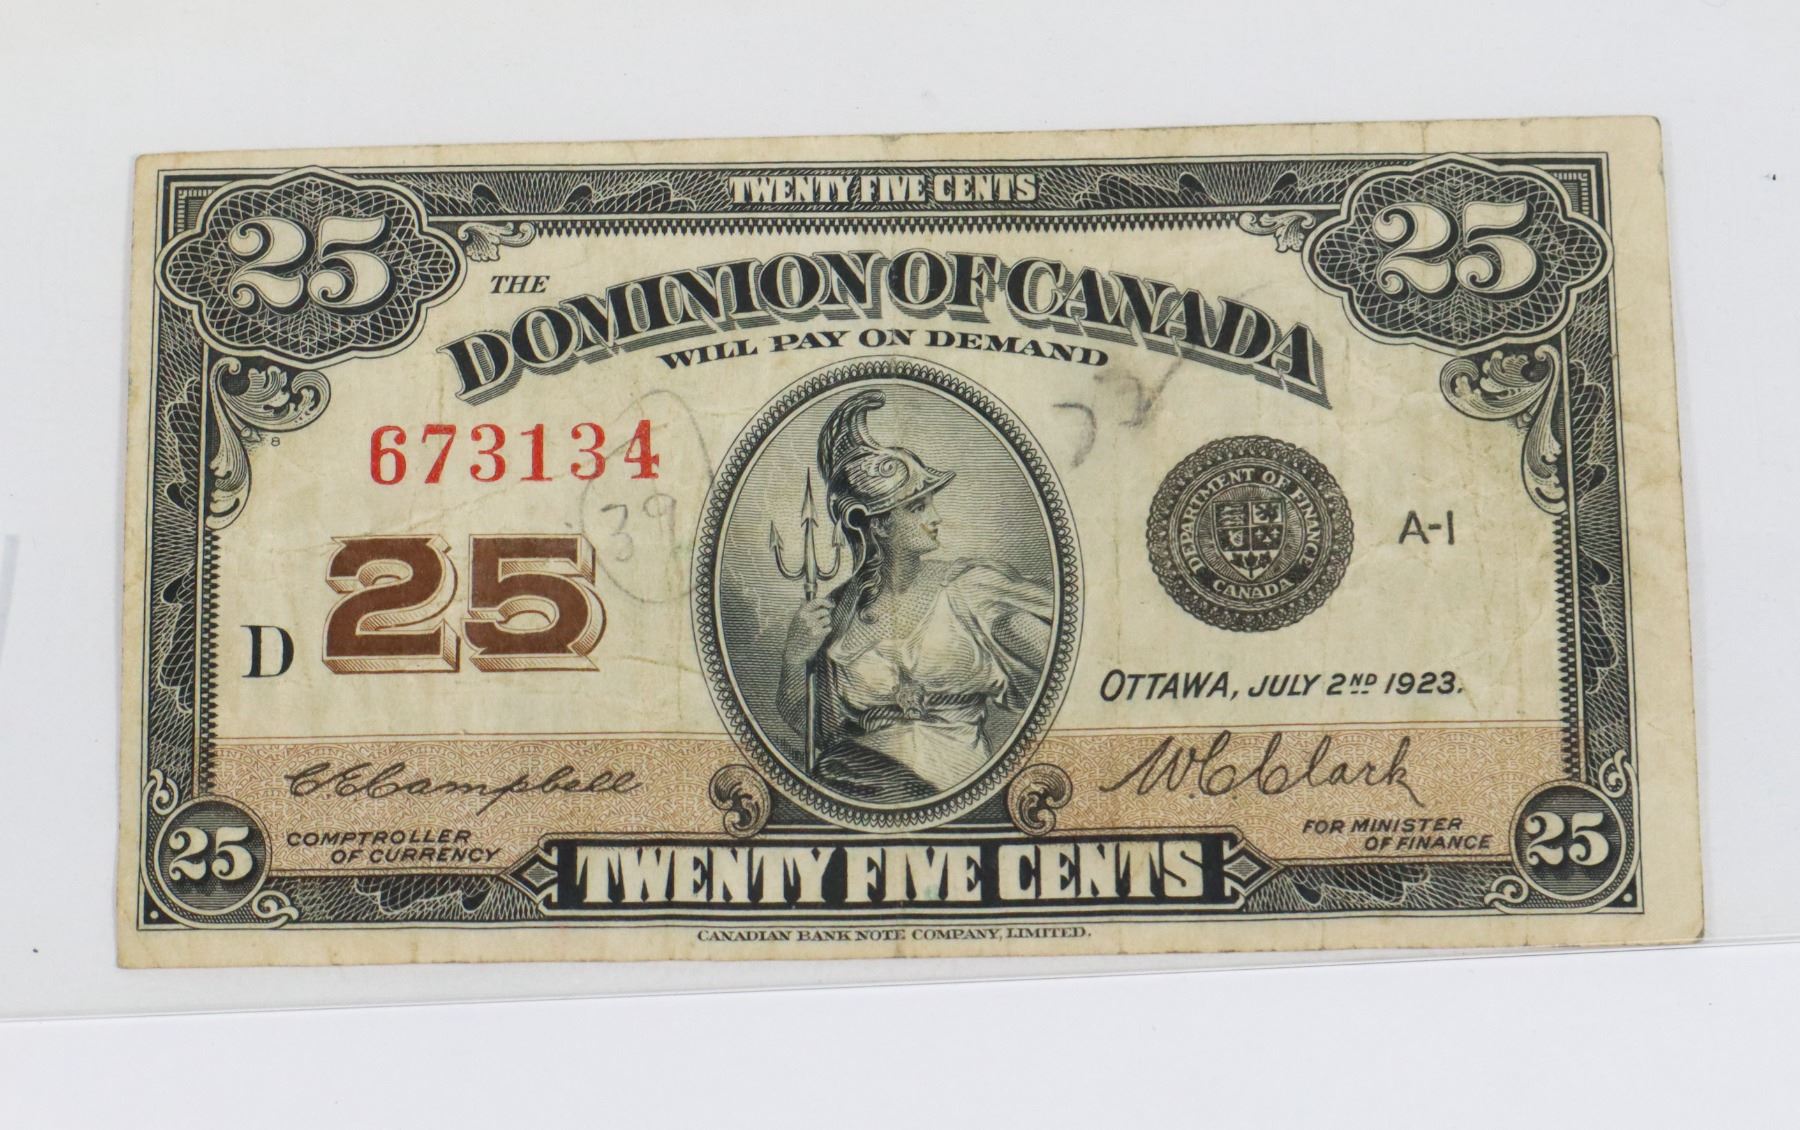 TWENTY FIVE CENTS
25 25
THE
DOMINION OF CANADA
WILL PAY ON DEMAND
673134
8
39
DEPARTMENT OF FINANCE
CANADA
A-1
25
D
OTTAWA, JULY 2ND 1923.
C E Campbell
W. C. Clark
COMPTROLLER
OF CURRENCY
FOR MINISTER
OF FINANCE
25 25
TWENTY FIVE CENTS
CANADIAN BANK NOTE COMPANY, LIMITED.